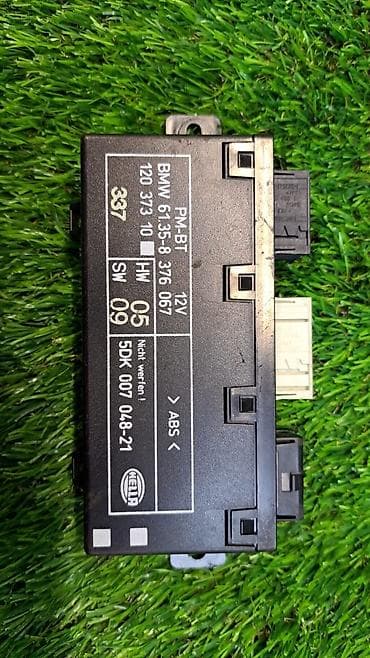 PM-BT 12V
BMW 61.35-8 376 067
120 373 10
337
HW 05
SW 09
> ABS <
Nicht werfen !
5DK 007 048-21
HELLA